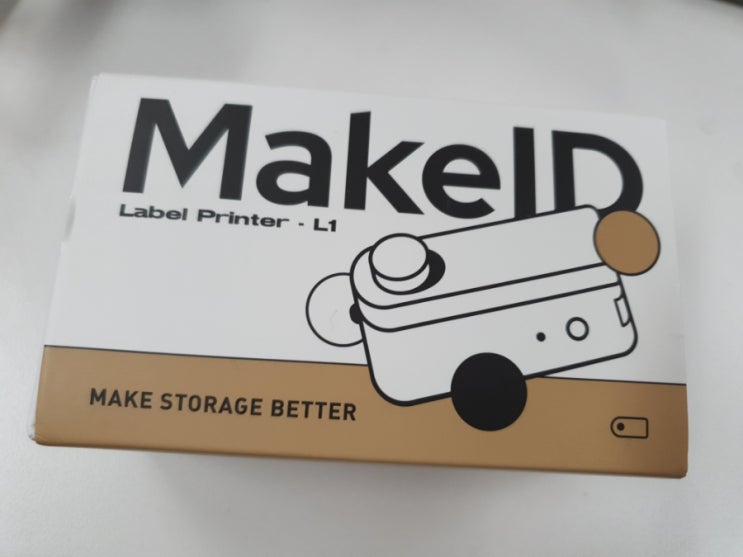 MakeID
Label Printer - L1
MAKE STORAGE BETTER